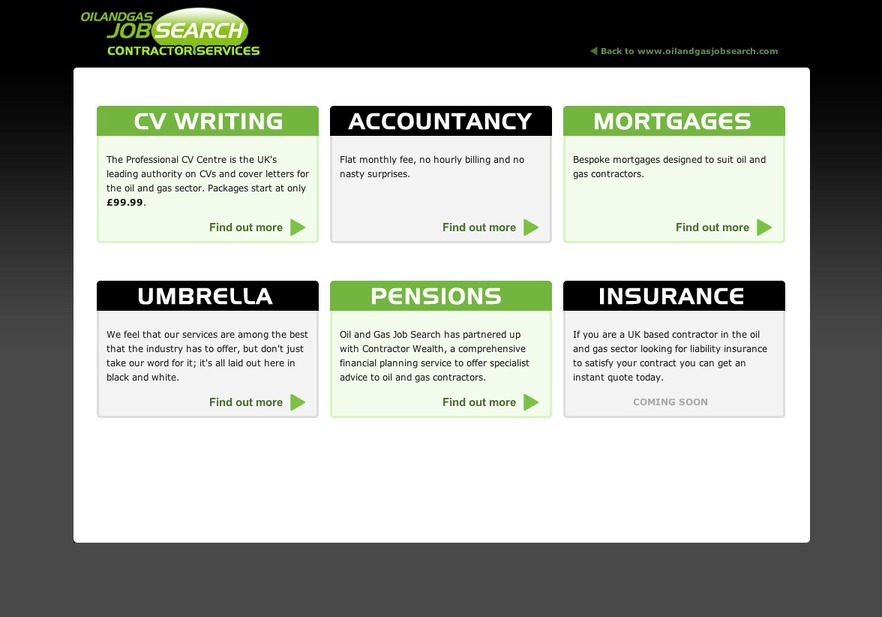 OILANDGAS
JOBSEARCH
CONTRACTOR SERVICES
Back to www.oilandgasjobsearch.com
CV WRITING
The Professional CV Centre is the UK's
leading authority on CVs and cover letters for
the oil and gas sector. Packages start at only
£99.99.
Find out more
ACCOUNTANCY
Flat monthly fee, no hourly billing and no
nasty surprises.
Find out more
MORTGAGES
Bespoke mortgages designed to suit oil and
gas contractors.
Find out more
UMBRELLA
We feel that our services are among the best
that the industry has to offer, but don't just
take our word for it; it's all laid out here in
black and white.
Find out more
PENSIONS
Oil and Gas Job Search has partnered up
with Contractor Wealth, a comprehensive
financial planning service to offer specialist
advice to oil and gas contractors.
Find out more
INSURANCE
If you are a UK based contractor in the oil
and gas sector looking for liability insurance
to satisfy your contract you can get an
instant quote today.
COMING SOON